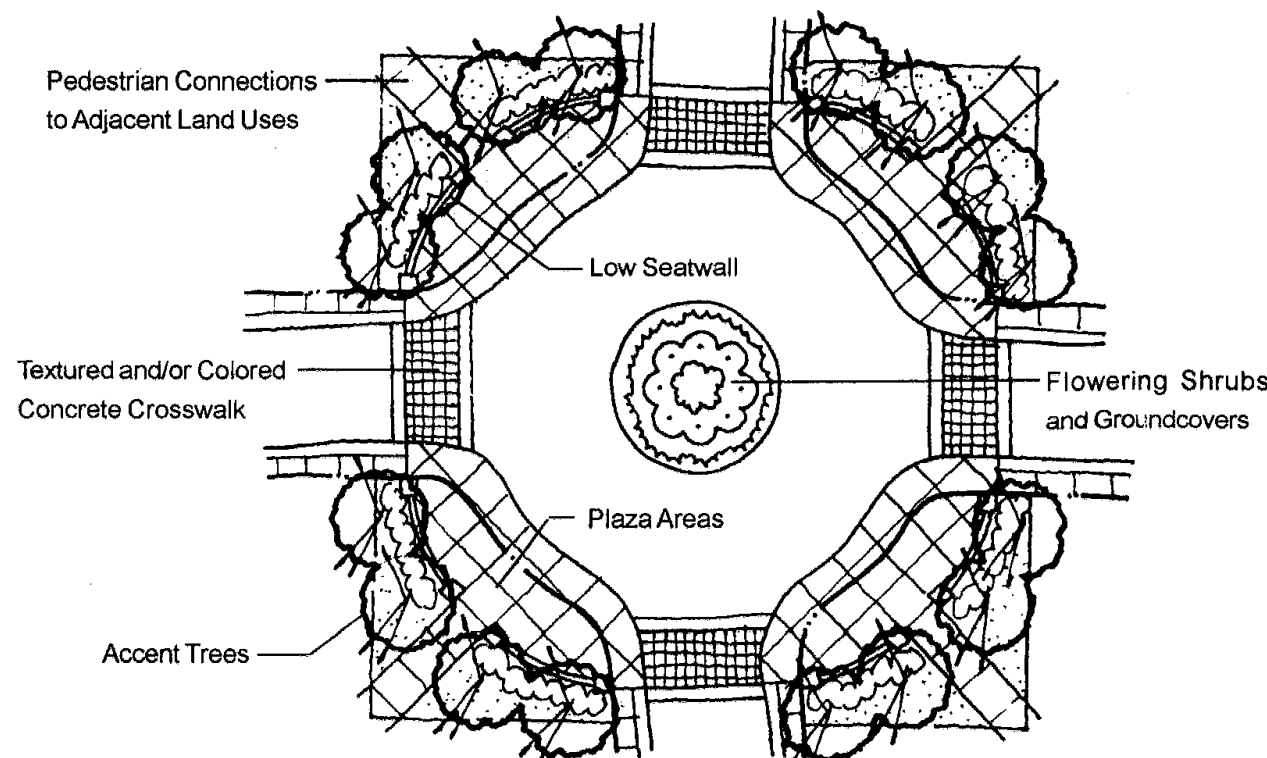 Pedestrian Connections
to Adjacent Land Uses
Low Seatwall
Textured and/or Colored
Concrete Crosswalk
Flowering Shrubs
and Groundcovers
Plaza Areas
Accent Trees